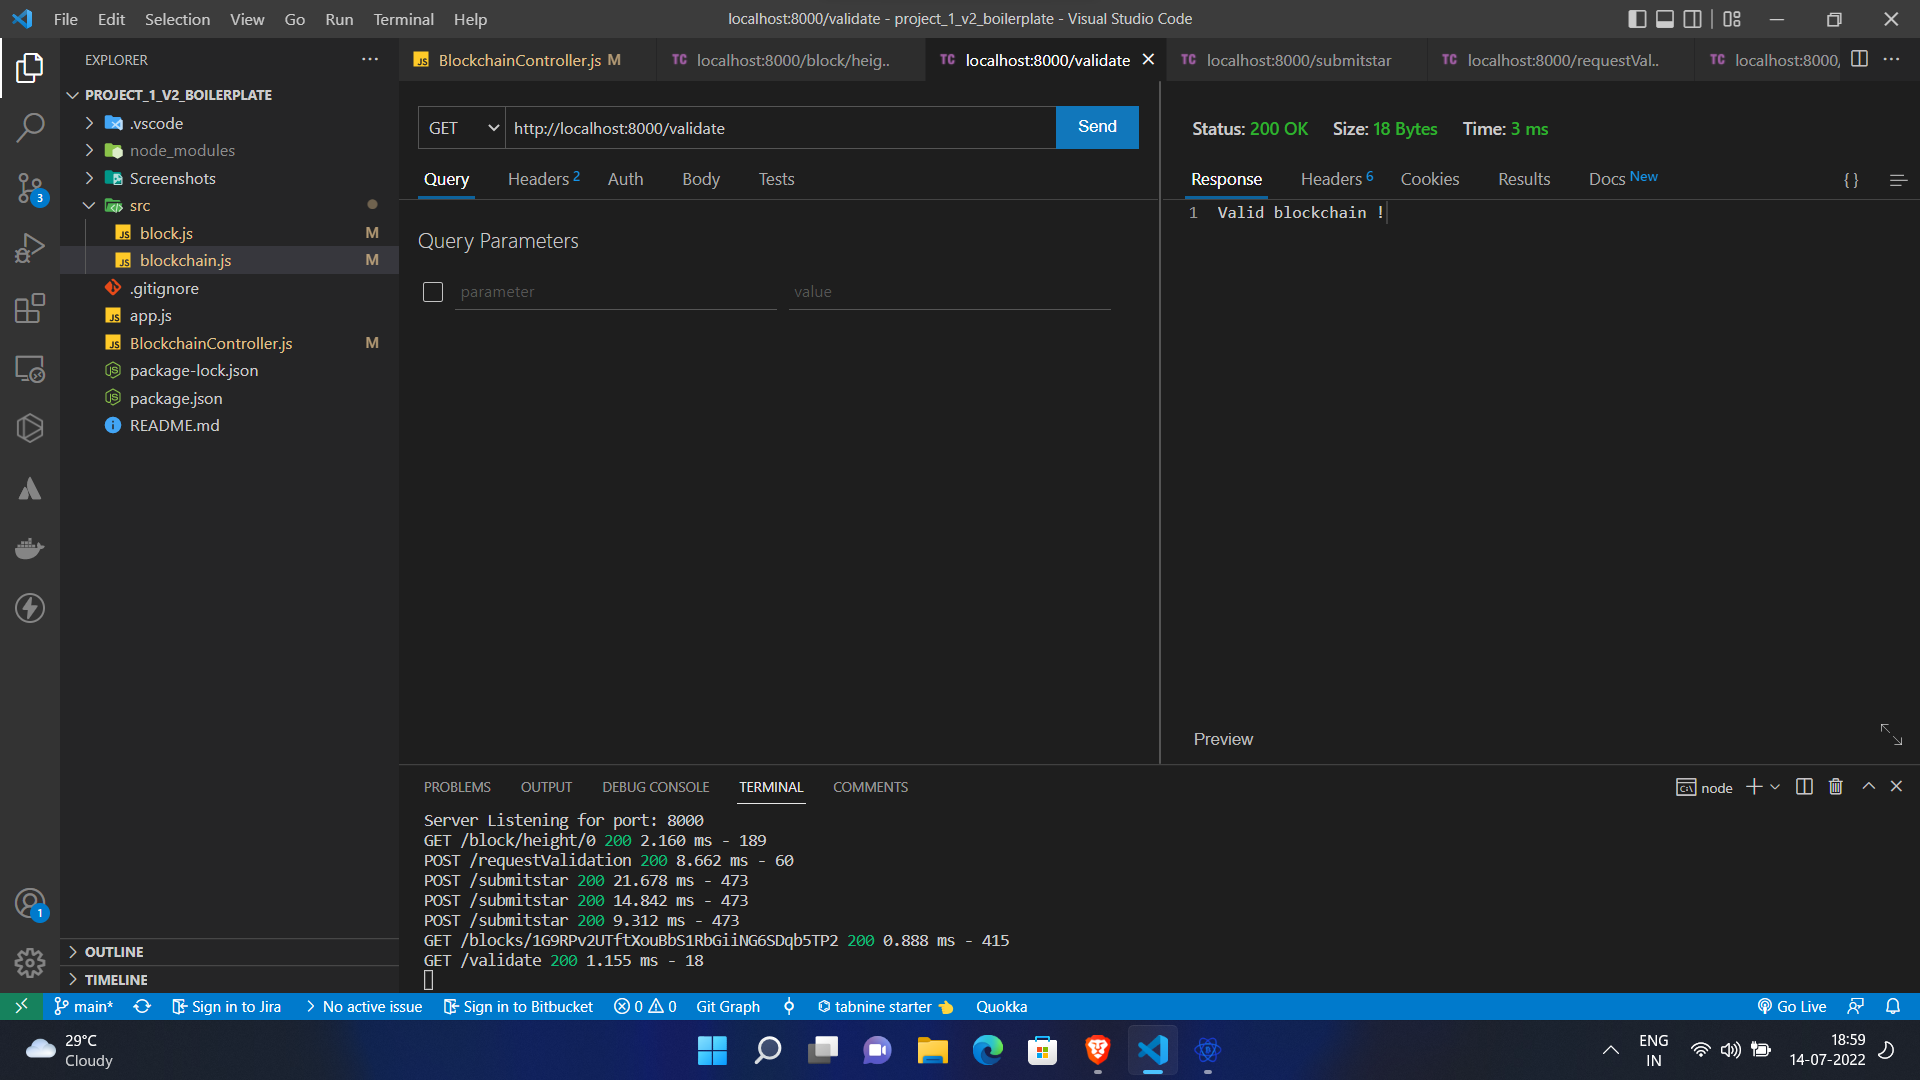 File Edit Selection View Go Run Terminal Help
localhost:8000/validate - project_1_v2_boilerplate - Visual Studio Code
EXPLORER
PROJECT_1_V2_BOILERPLATE
.vscode
node_modules
Screenshots
src
block.js M
blockchain.js M
.gitignore
app.js
BlockchainController.js M
package-lock.json
package.json
README.md
OUTLINE
TIMELINE
3
1
JS BlockchainController.js M
TC localhost:8000/block/heig..
TC localhost:8000/validate
TC localhost:8000/submitstar
TC localhost:8000/requestVal..
TC localhost:8000/
GET http://localhost:8000/validate Send
Query Headers 2 Auth Body Tests
Query Parameters
parameter value
Status: 200 OK Size: 18 Bytes Time: 3 ms
Response Headers 6 Cookies Results Docs New { }
1 Valid blockchain !
Preview
PROBLEMS OUTPUT DEBUG CONSOLE TERMINAL COMMENTS
node
Server Listening for port: 8000
GET /block/height/0 200 2.160 ms - 189
POST /requestValidation 200 8.662 ms - 60
POST /submitstar 200 21.678 ms - 473
POST /submitstar 200 14.842 ms - 473
POST /submitstar 200 9.312 ms - 473
GET /blocks/1G9RPv2UTftXouBbS1RbGiiNG6SDqb5TP2 200 0.888 ms - 415
GET /validate 200 1.155 ms - 18
main* Sign in to Jira No active issue Sign in to Bitbucket 0 0 Git Graph tabnine starter Quokka Go Live
29°C
Cloudy
ENG
IN
18:59
14-07-2022